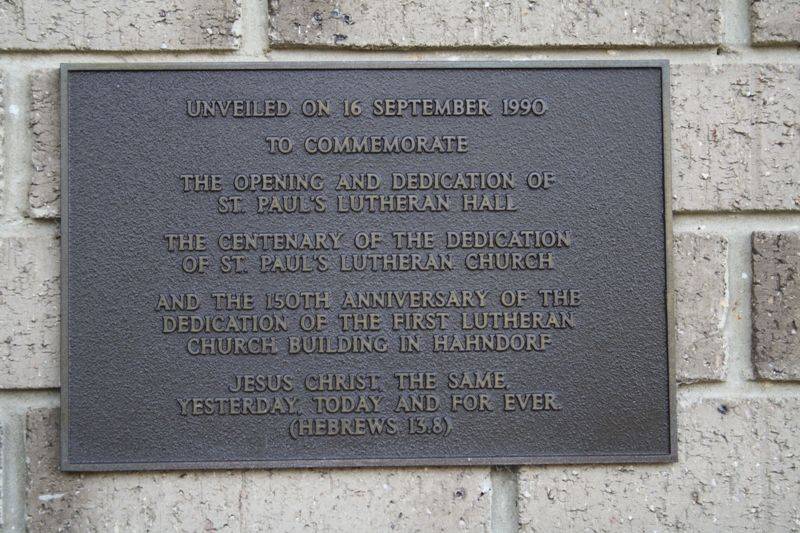 UNVEILED ON 16 SEPTEMBER 1990
TO COMMEMORATE
THE OPENING AND DEDICATION OF
ST. PAUL'S LUTHERAN HALL
THE CENTENARY OF THE DEDICATION
OF ST. PAUL'S LUTHERAN CHURCH
AND THE 150TH ANNIVERSARY OF THE
DEDICATION OF THE FIRST LUTHERAN
CHURCH BUILDING IN HAHNDORF
JESUS CHRIST, THE SAME,
YESTERDAY, TODAY AND FOR EVER.
(HEBREWS 13.8)